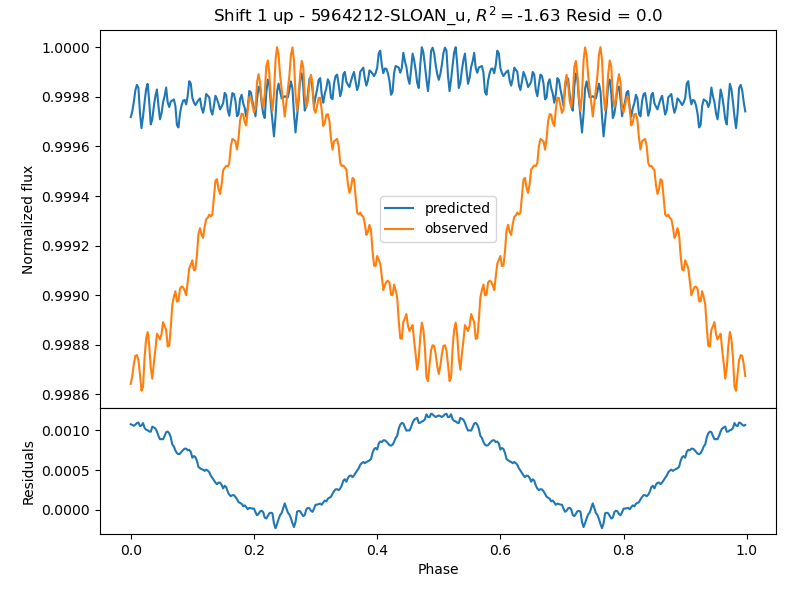 Shift 1 up - 5964212-SLOAN_u, R² = -1.63 Resid = 0.0
Normalized flux
1.0000
0.9998
0.9996
0.9994
0.9992
0.9990
0.9988
0.9986
predicted
observed
Residuals
0.0010
0.0005
0.0000
0.0
0.2
0.4
0.6
0.8
1.0
Phase